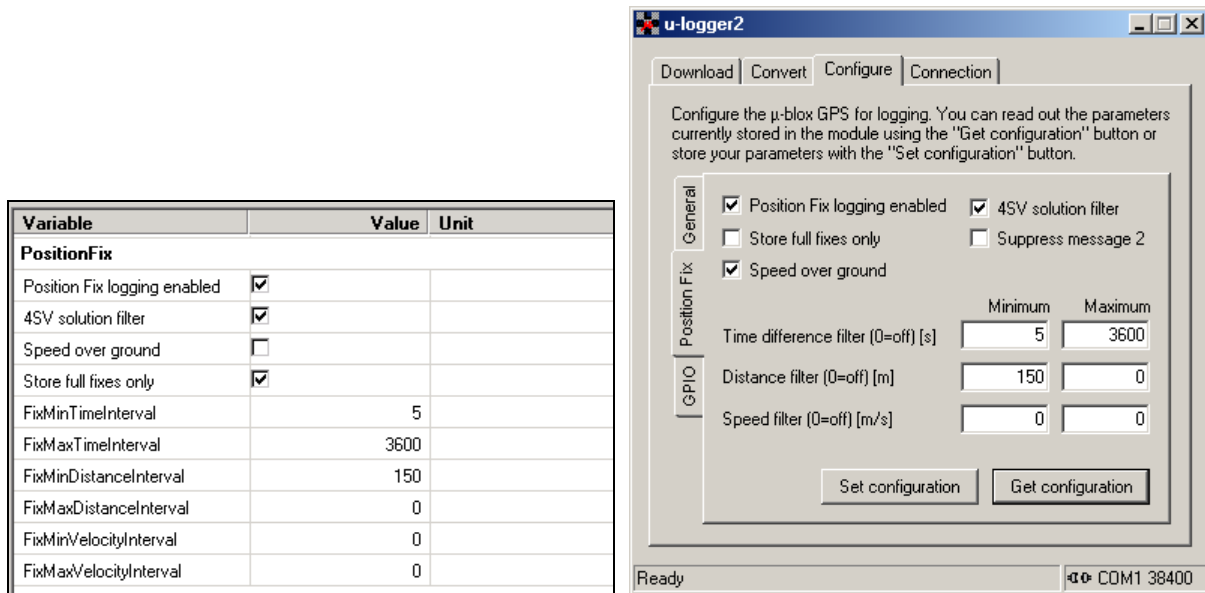 Variable Value Unit
PositionFix
Position Fix logging enabled
4SV solution filter
Speed over ground
Store full fixes only
FixMinTimeInterval 5
FixMaxTimeInterval 3600
FixMinDistanceInterval 150
FixMaxDistanceInterval 0
FixMinVelocityInterval 0
FixMaxVelocityInterval 0
u-logger2
Download Convert Configure Connection
Configure the µ-blox GPS for logging. You can read out the parameters
currently stored in the module using the "Get configuration" button or
store your parameters with the "Set configuration" button.
General
Position Fix
GPIO
Position Fix logging enabled 4SV solution filter
Store full fixes only Suppress message 2
Speed over ground
Minimum Maximum
Time difference filter (0=off) [s] 5 3600
Distance filter (0=off) [m] 150 0
Speed filter (0=off) [m/s] 0 0
Set configuration Get configuration
Ready COM1 38400